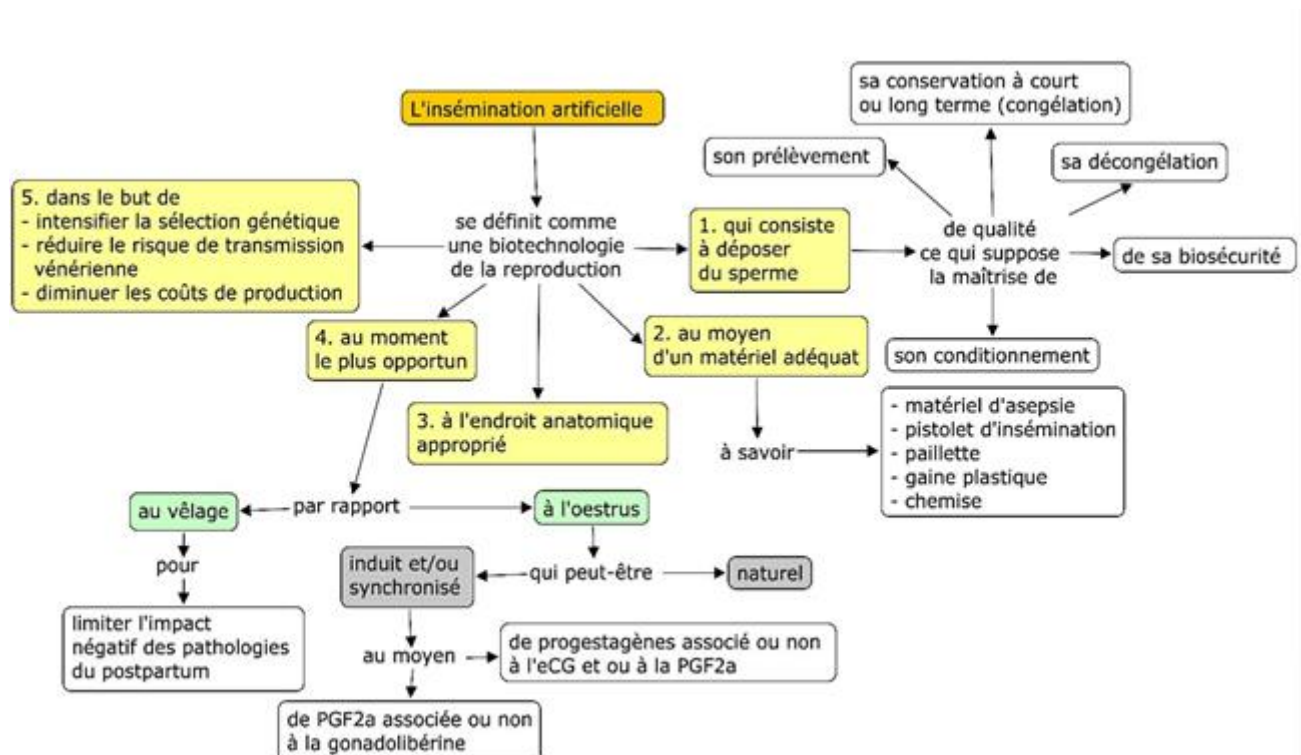 L'insémination artificielle
sa conservation à court
ou long terme (congélation)
son prélèvement
sa décongélation
5. dans le but de
- intensifier la sélection génétique
- réduire le risque de transmission
vénérienne
- diminuer les coûts de production
se définit comme
une biotechnologie
de la reproduction
1. qui consiste
à déposer
du sperme
de qualité
ce qui suppose
la maîtrise de
de sa biosécurité
4. au moment
le plus opportun
2. au moyen
d'un matériel adéquat
son conditionnement
3. à l'endroit anatomique
approprié
à savoir
- matériel d'asepsie
- pistolet d'insémination
- paillette
- gaine plastique
- chemise
au vêlage
par rapport
à l'oestrus
pour
induit et/ou
synchronisé
qui peut-être
naturel
limiter l'impact
négatif des pathologies
du postpartum
au moyen
de progestagènes associé ou non
à l'eCG et ou à la PGF2a
de PGF2a associée ou non
à la gonadolibérine